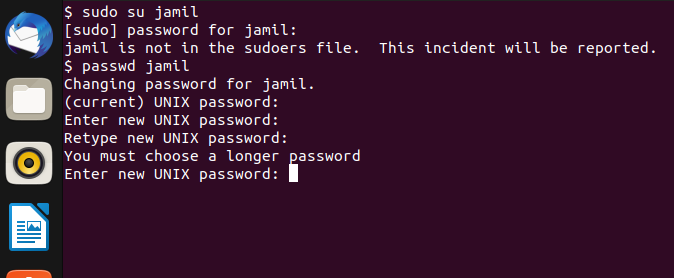 $ sudo su jamil
[sudo] password for jamil:
jamil is not in the sudoers file.  This incident will be reported.
$ passwd jamil
Changing password for jamil.
(current) UNIX password:
Enter new UNIX password:
Retype new UNIX password:
You must choose a longer password
Enter new UNIX password: